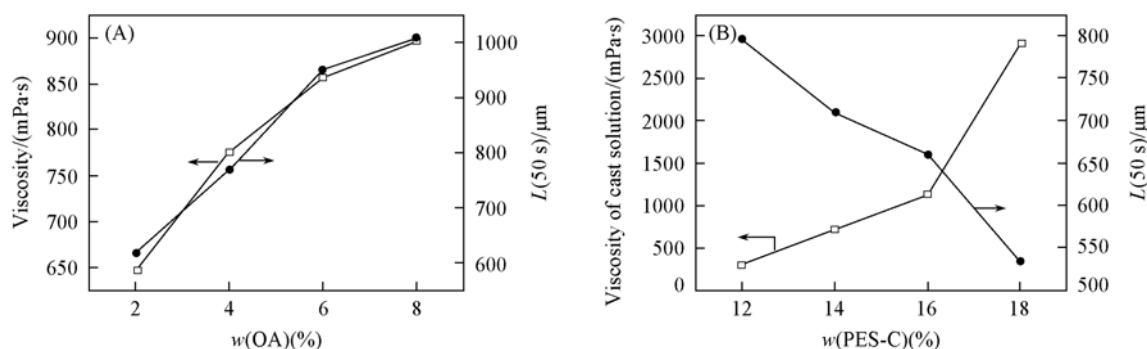 (A)
900
850
800
750
700
650
Viscosity/(mPa·s)
1000
900
800
700
600
L(50 s)/μm
2 4 6 8
w(OA)(%)
(B)
3000
2500
2000
1500
1000
500
0
Viscosity of cast solution/(mPa·s)
800
750
700
650
600
550
500
L(50 s)/μm
12 14 16 18
w(PES-C)(%)